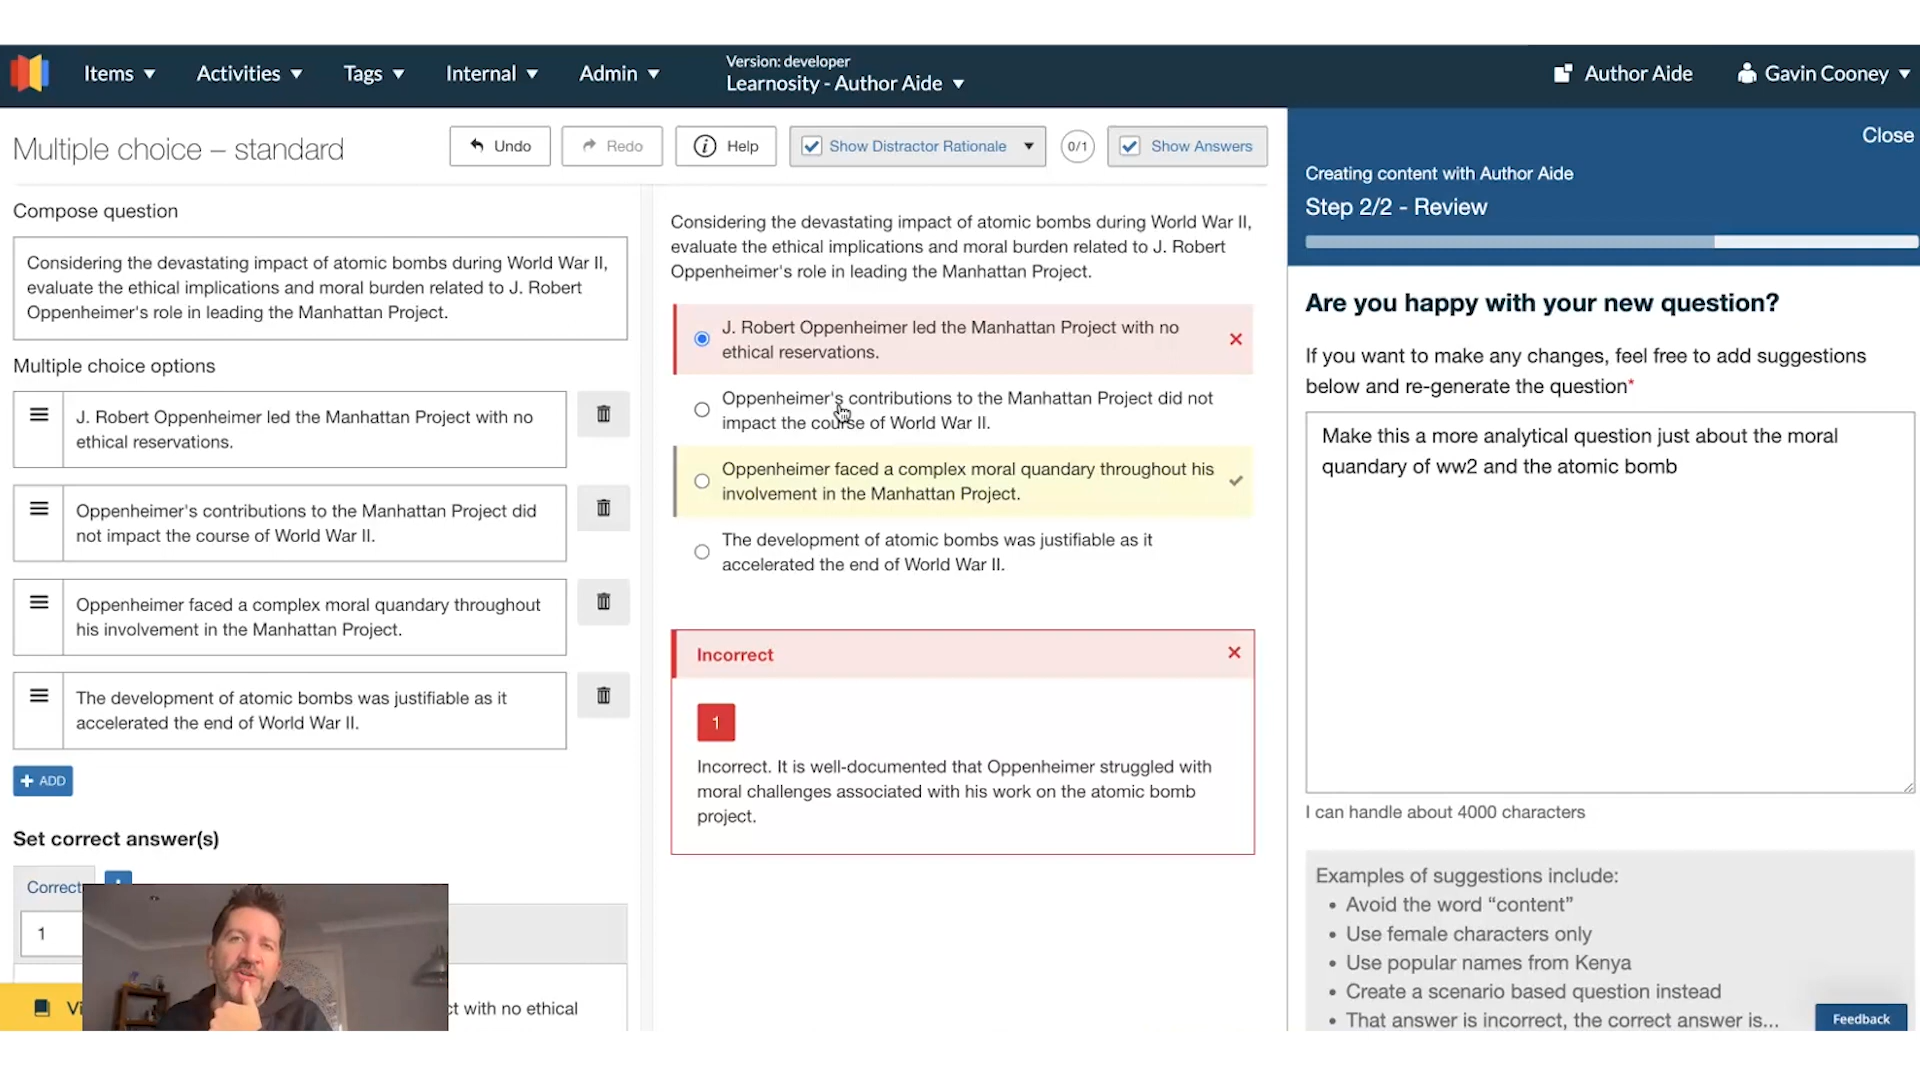 Items
Activities
Tags
Internal
Admin
Version: developer
Learnosity - Author Aide
Author Aide
Gavin Cooney
Multiple choice – standard
Undo
Redo
Help
Show Distractor Rationale
0/1
Show Answers
Compose question
Considering the devastating impact of atomic bombs during World War II,
evaluate the ethical implications and moral burden related to J. Robert
Oppenheimer's role in leading the Manhattan Project.
Multiple choice options
J. Robert Oppenheimer led the Manhattan Project with no
ethical reservations.
Oppenheimer's contributions to the Manhattan Project did
not impact the course of World War II.
Oppenheimer faced a complex moral quandary throughout
his involvement in the Manhattan Project.
The development of atomic bombs was justifiable as it
accelerated the end of World War II.
+ ADD
Set correct answer(s)
Correct
1
Vi
ct with no ethical
Considering the devastating impact of atomic bombs during World War II,
evaluate the ethical implications and moral burden related to J. Robert
Oppenheimer's role in leading the Manhattan Project.
J. Robert Oppenheimer led the Manhattan Project with no
ethical reservations.
Oppenheimer's contributions to the Manhattan Project did not
impact the course of World War II.
Oppenheimer faced a complex moral quandary throughout his
involvement in the Manhattan Project.
The development of atomic bombs was justifiable as it
accelerated the end of World War II.
Incorrect
1
Incorrect. It is well-documented that Oppenheimer struggled with
moral challenges associated with his work on the atomic bomb
project.
Close
Creating content with Author Aide
Step 2/2 - Review
Are you happy with your new question?
If you want to make any changes, feel free to add suggestions
below and re-generate the question*
Make this a more analytical question just about the moral
quandary of ww2 and the atomic bomb
I can handle about 4000 characters
Examples of suggestions include:
• Avoid the word “content”
• Use female characters only
• Use popular names from Kenya
• Create a scenario based question instead
• That answer is incorrect, the correct answer is...
Feedback